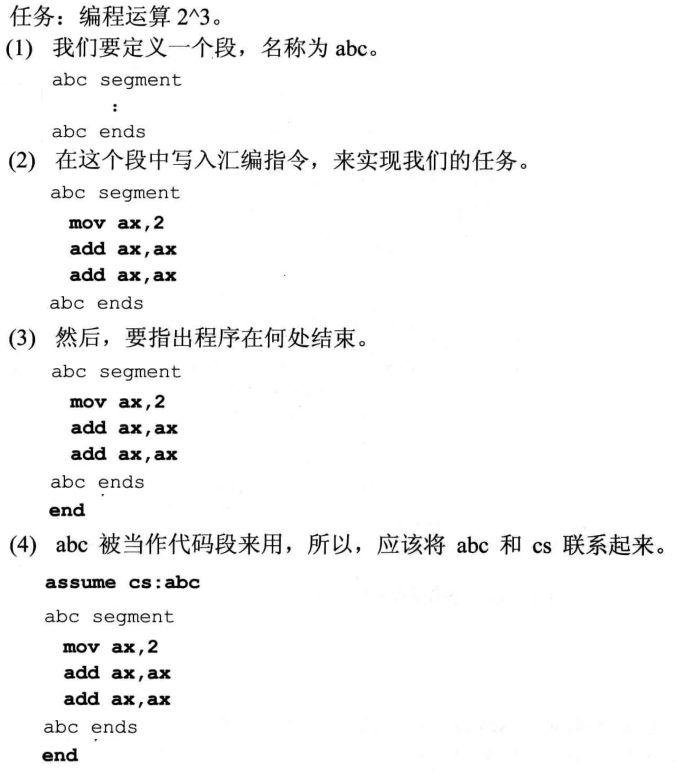 任务：编程运算 2^3。
(1) 我们要定义一个段，名称为 abc。
abc segment
:
abc ends
(2) 在这个段中写入汇编指令，来实现我们的任务。
abc segment
mov ax,2
add ax,ax
add ax,ax
abc ends
(3) 然后，要指出程序在何处结束。
abc segment
mov ax,2
add ax,ax
add ax,ax
abc ends
end
(4) abc 被当作代码段来用，所以，应该将 abc 和 cs 联系起来。
assume cs:abc
abc segment
mov ax,2
add ax,ax
add ax,ax
abc ends
end